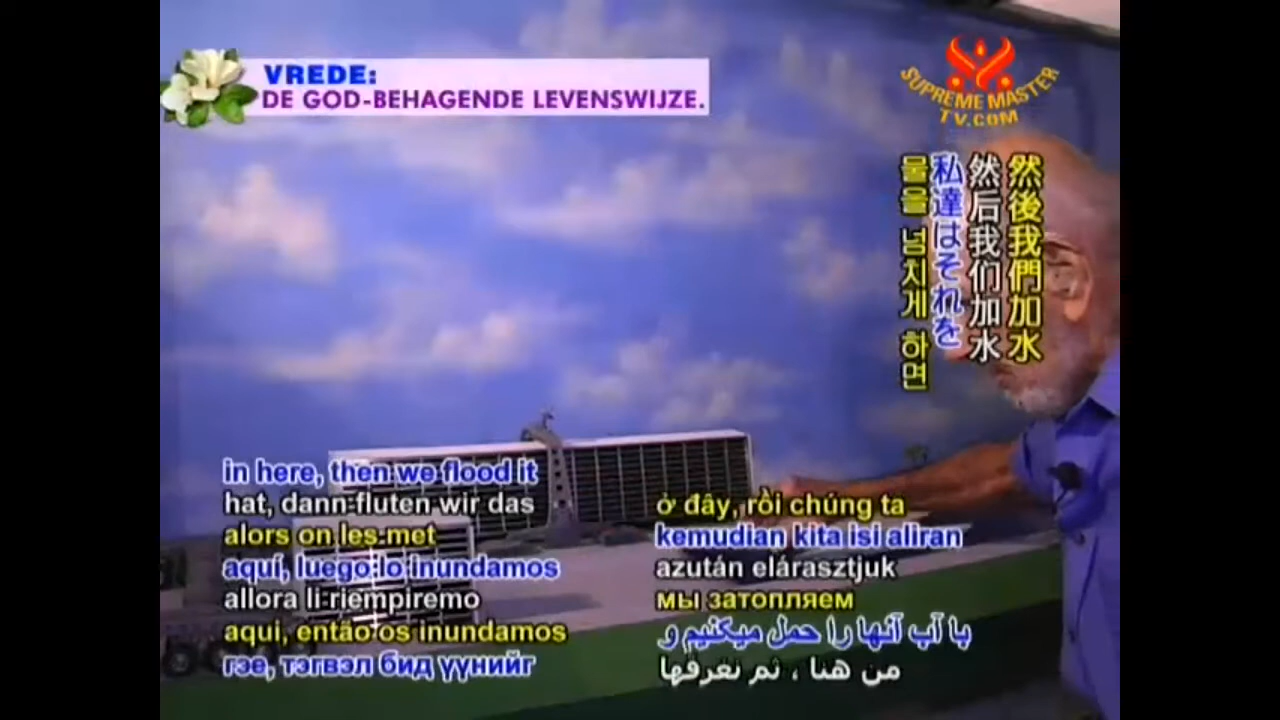 VREDE:
DE GOD-BEHAGENDE LEVENSWIJZE.
SUPREME MASTER
TV.COM
然後我們加水
然后我们加水
私達はそれを
물을 넘치게 하면
in here, then we flood it
hat, dann fluten wir das
alors on les met
aquí, luego lo inundamos
allora li riempiremo
aqui, então os inundamos
гэе, тэгвэл бид үүнийг
ở đây, rồi chúng ta
kemudian kita isi aliran
azután elárasztjuk
мы затопляем
با آب آنها را حمل میکنیم و
من هنا ، ثم نغرقها